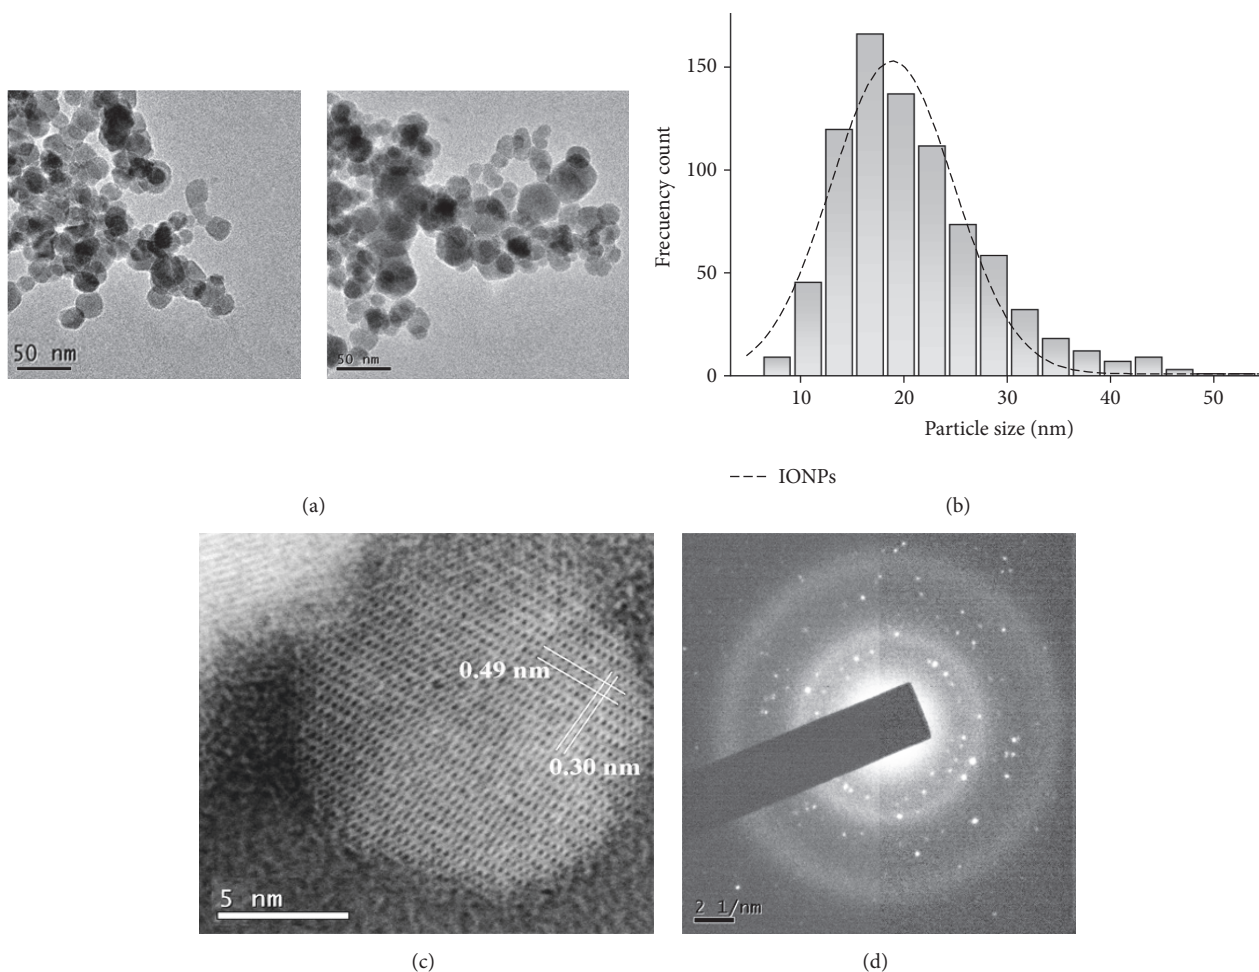 50 nm
50 nm
(a)
Frecuency count
150
100
50
0
10 20 30 40 50
Particle size (nm)
IONPs
(b)
0.49 nm
0.30 nm
5 nm
(c)
2 1/nm
(d)